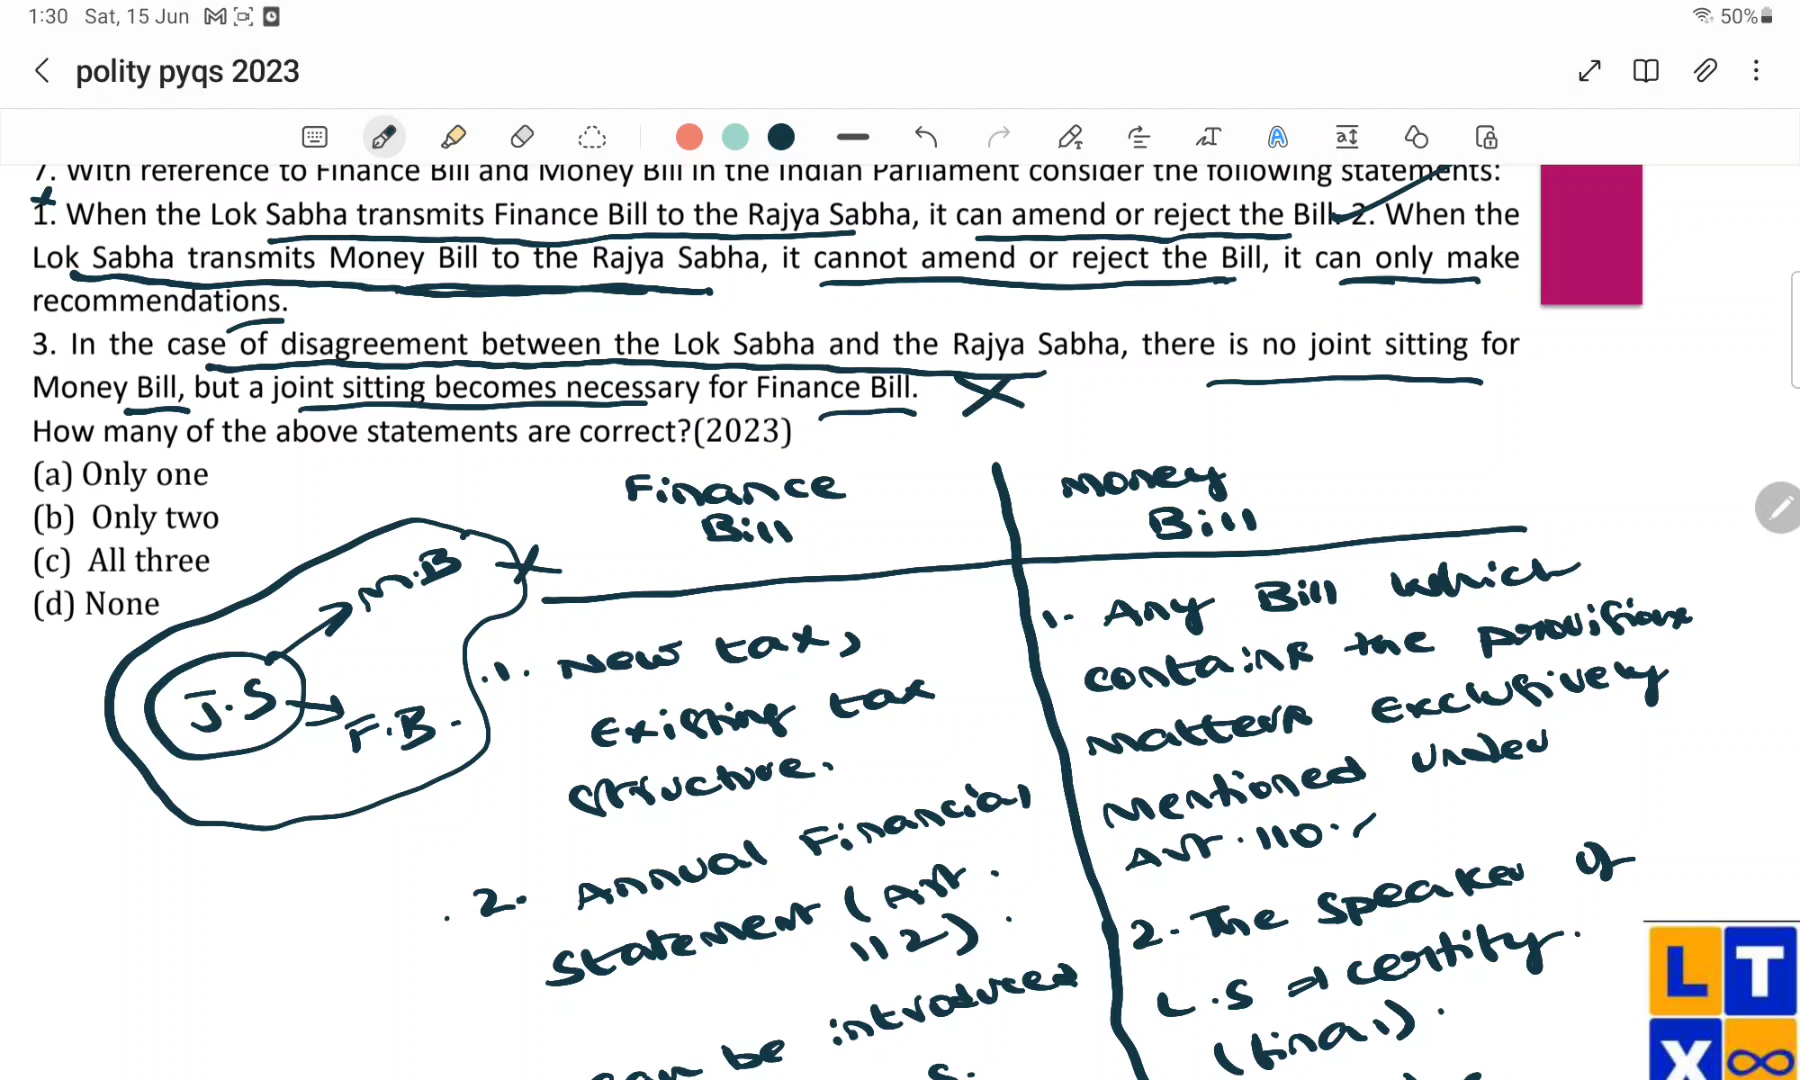 1:30 Sat, 15 Jun
50%
polity pyqs 2023
7. With reference to Finance Bill and Money Bill in the Indian Parliament consider the following statements:
1. When the Lok Sabha transmits Finance Bill to the Rajya Sabha, it can amend or reject the Bill. 2. When the
Lok Sabha transmits Money Bill to the Rajya Sabha, it cannot amend or reject the Bill, it can only make
recommendations.
3. In the case of disagreement between the Lok Sabha and the Rajya Sabha, there is no joint sitting for
Money Bill, but a joint sitting becomes necessary for Finance Bill.
How many of the above statements are correct?(2023)
(a) Only one
(b) Only two
(c) All three
(d) None
Finance
Bill
Money
Bill
M.B
J.S
F.B.
1. New tax,
Existing tax
structure.
2. Annual Financial
Statement (Art.
112).
can be introduced
1. Any Bill which
contains the provisions
matters Exclusively
mentioned under
Art. 110.
2. The Speaker of
L.S certify.
(final).
L T
X ∞